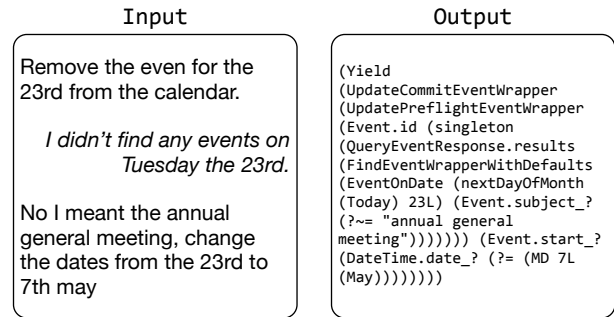 Input
Remove the even for the
23rd from the calendar.
I didn't find any events on
Tuesday the 23rd.
No I meant the annual
general meeting, change
the dates from the 23rd to
7th may
Output
(Yield
(UpdateCommitEventWrapper
(UpdatePreflightEventWrapper
(Event.id (singleton
(QueryEventResponse.results
(FindEventWrapperWithDefaults
(EventOnDate (nextDayOfMonth
(Today) 23L) (Event.subject_?
(?~= "annual general
meeting"))))))) (Event.start_?
(DateTime.date_? (?= (MD 7L
(May))))))))